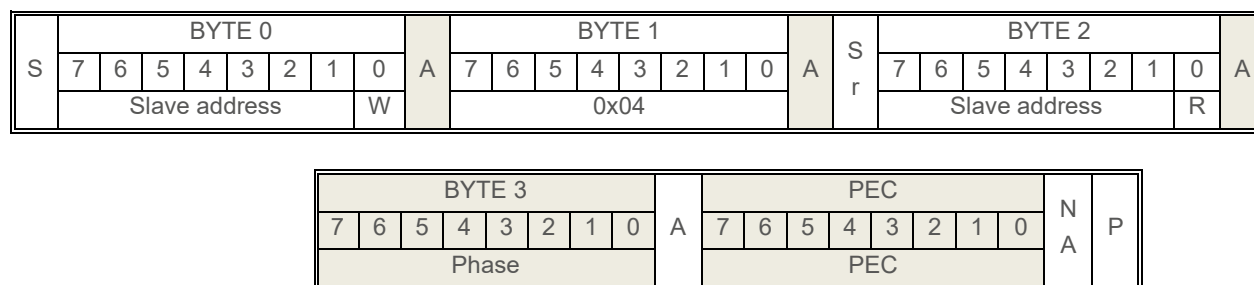 BYTE 0 BYTE 1 BYTE 2
S 7 6 5 4 3 2 1 0 A 7 6 5 4 3 2 1 0 A Sr 7 6 5 4 3 2 1 0 A
Slave address W 0x04 Slave address R
BYTE 3 PEC
7 6 5 4 3 2 1 0 A 7 6 5 4 3 2 1 0 NA P
Phase PEC